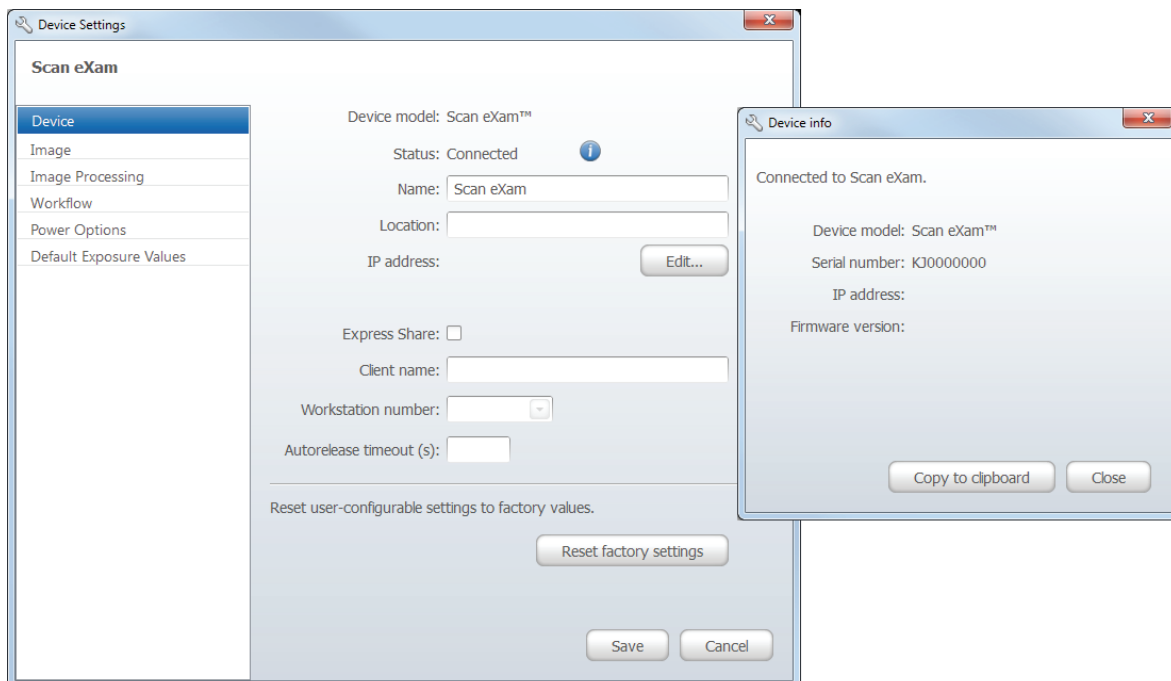 Device Settings
Scan eXam
Device
Image
Image Processing
Workflow
Power Options
Default Exposure Values
Device model: Scan eXam™
Status: Connected
Name: Scan eXam
Location:
IP address: Edit...
Express Share:
Client name:
Workstation number:
Autorelease timeout (s):
Reset user-configurable settings to factory values.
Reset factory settings
Save Cancel
Device info
Connected to Scan eXam.
Device model: Scan eXam™
Serial number: KJ0000000
IP address:
Firmware version:
Copy to clipboard Close